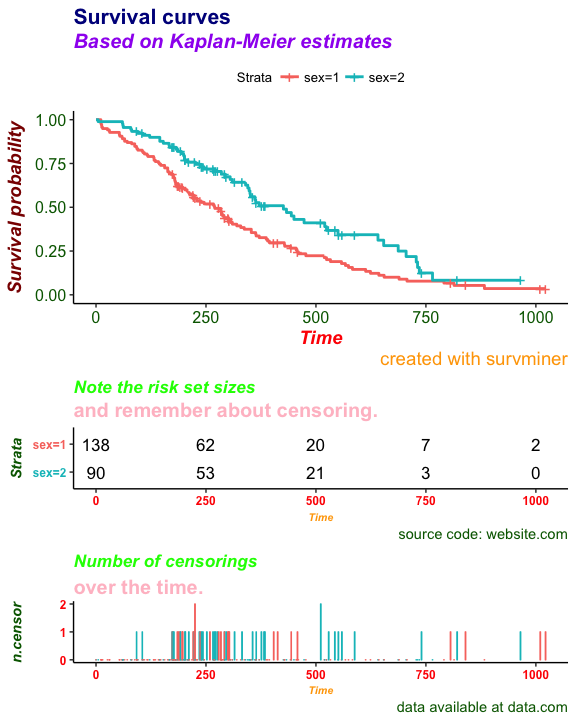 Survival curves
Based on Kaplan-Meier estimates
Strata sex=1 sex=2
1.00
0.75
0.50
0.25
0.00
Survival probability
0 250 500 750 1000
Time
created with survminer
Note the risk set sizes
and remember about censoring.
Strata
sex=1 138 62 20 7 2
sex=2 90 53 21 3 0
0 250 500 750 1000
Time
source code: website.com
Number of censorings
over the time.
n.censor
2
1
0
0 250 500 750 1000
Time
data available at data.com